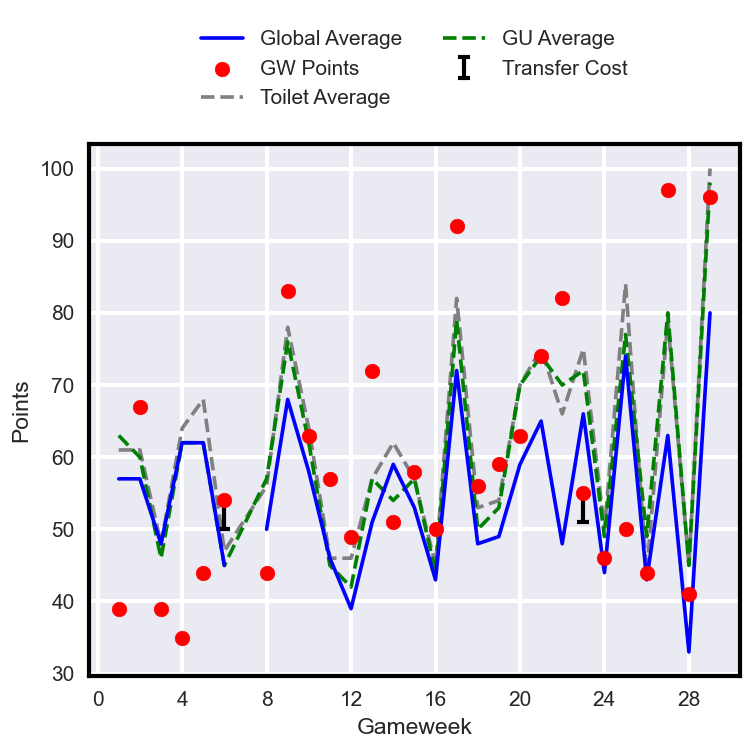 Global Average
GW Points
Toilet Average
GU Average
Transfer Cost
100
90
80
70
60
50
40
30
Points
0 4 8 12 16 20 24 28
Gameweek